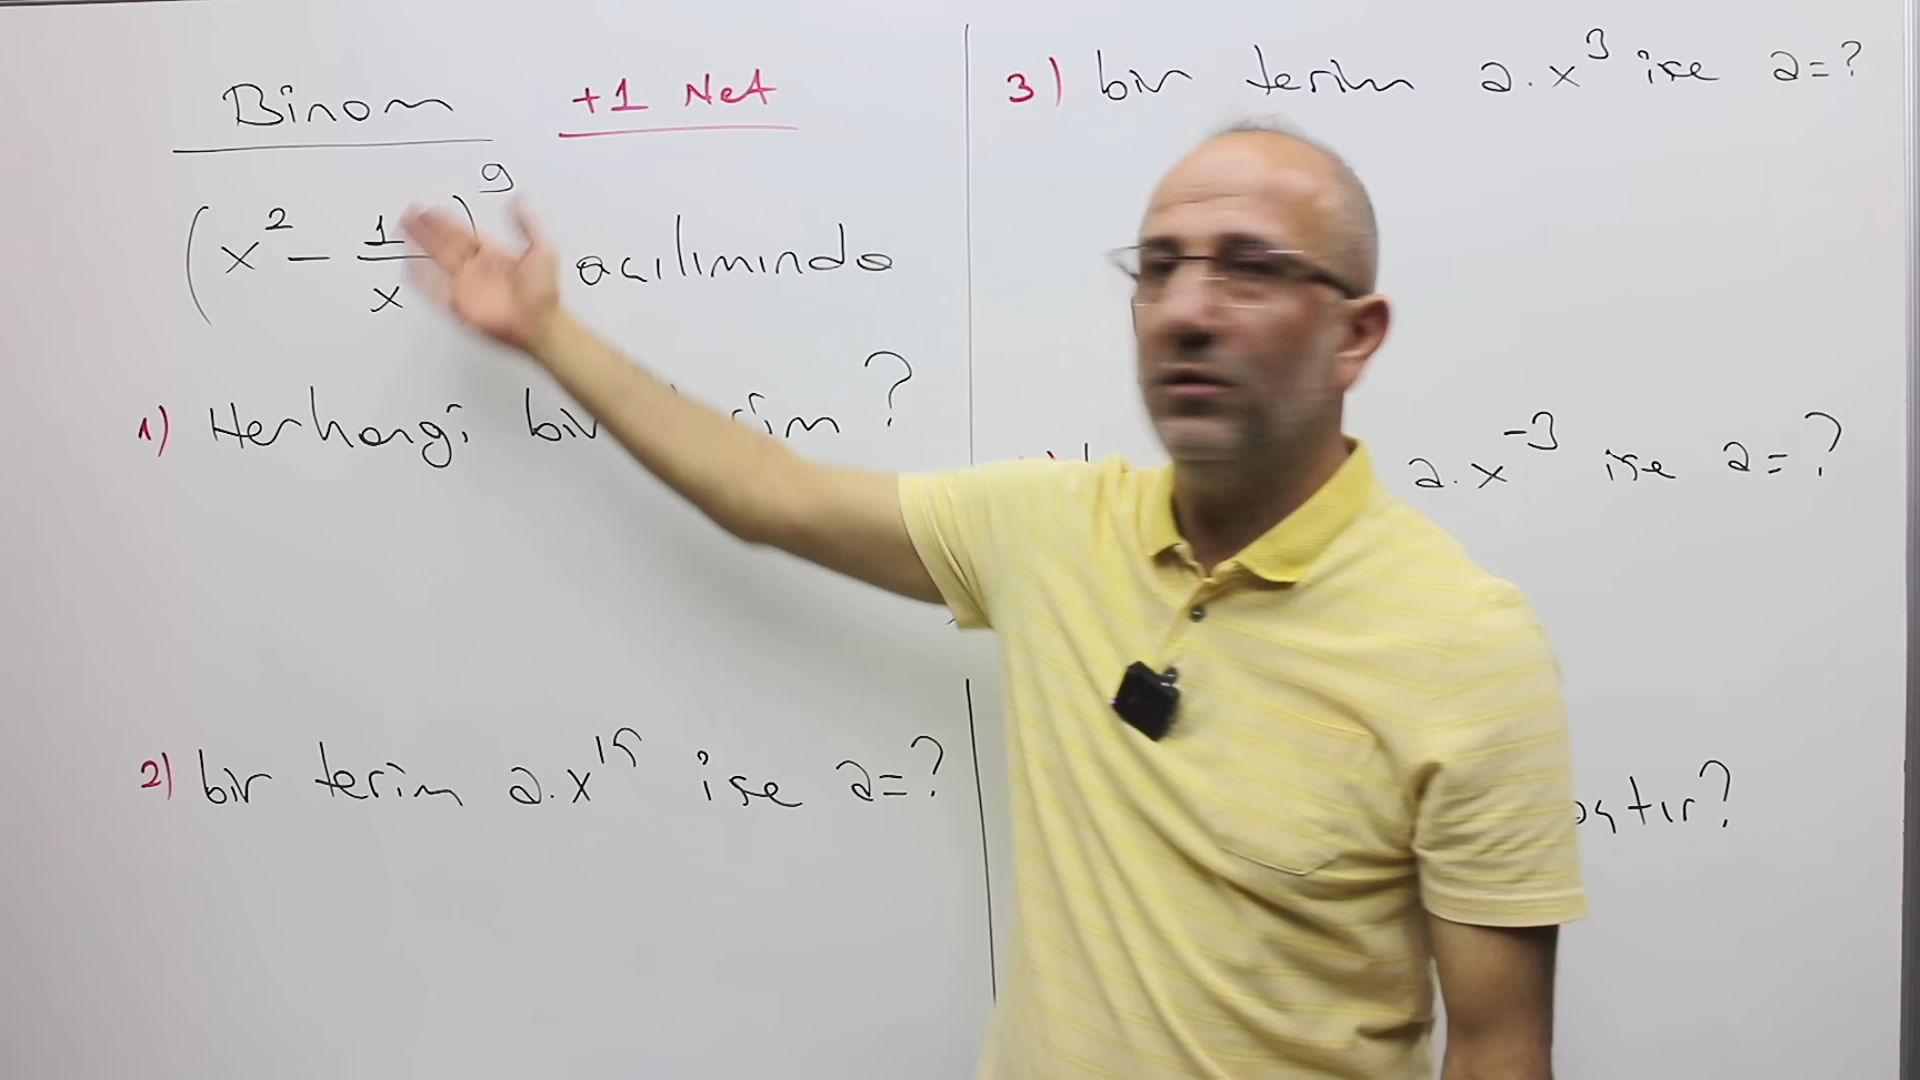 Binom +1 Net
(x² - 1/x)⁹ açılımında
1) Herhangi bir terim ?
2) bir terim a.x¹⁵ ise a=?
3) bir terim a.x³ ise a=?
a.x⁻³ ise a=?